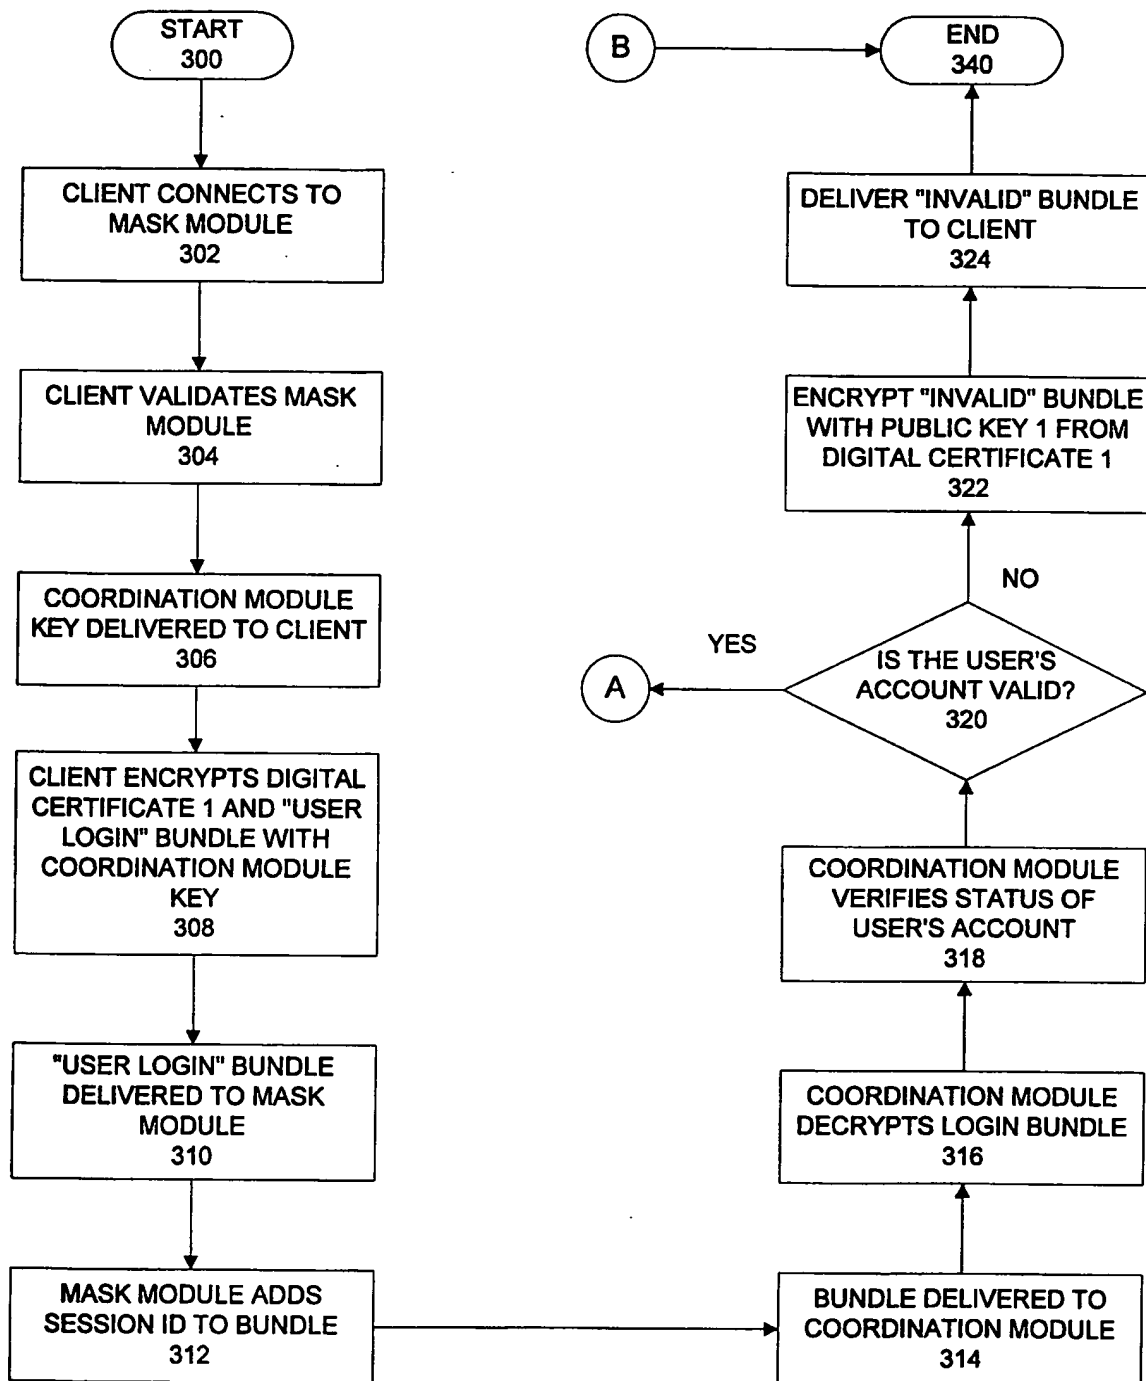 START
300
CLIENT CONNECTS TO
MASK MODULE
302
CLIENT VALIDATES MASK
MODULE
304
COORDINATION MODULE
KEY DELIVERED TO CLIENT
306
CLIENT ENCRYPTS DIGITAL
CERTIFICATE 1 AND "USER
LOGIN" BUNDLE WITH
COORDINATION MODULE
KEY
308
"USER LOGIN" BUNDLE
DELIVERED TO MASK
MODULE
310
MASK MODULE ADDS
SESSION ID TO BUNDLE
312
BUNDLE DELIVERED TO
COORDINATION MODULE
314
COORDINATION MODULE
DECRYPTS LOGIN BUNDLE
316
COORDINATION MODULE
VERIFIES STATUS OF
USER'S ACCOUNT
318
IS THE USER'S
ACCOUNT VALID?
320
YES
A
NO
ENCRYPT "INVALID" BUNDLE
WITH PUBLIC KEY 1 FROM
DIGITAL CERTIFICATE 1
322
DELIVER "INVALID" BUNDLE
TO CLIENT
324
B
END
340